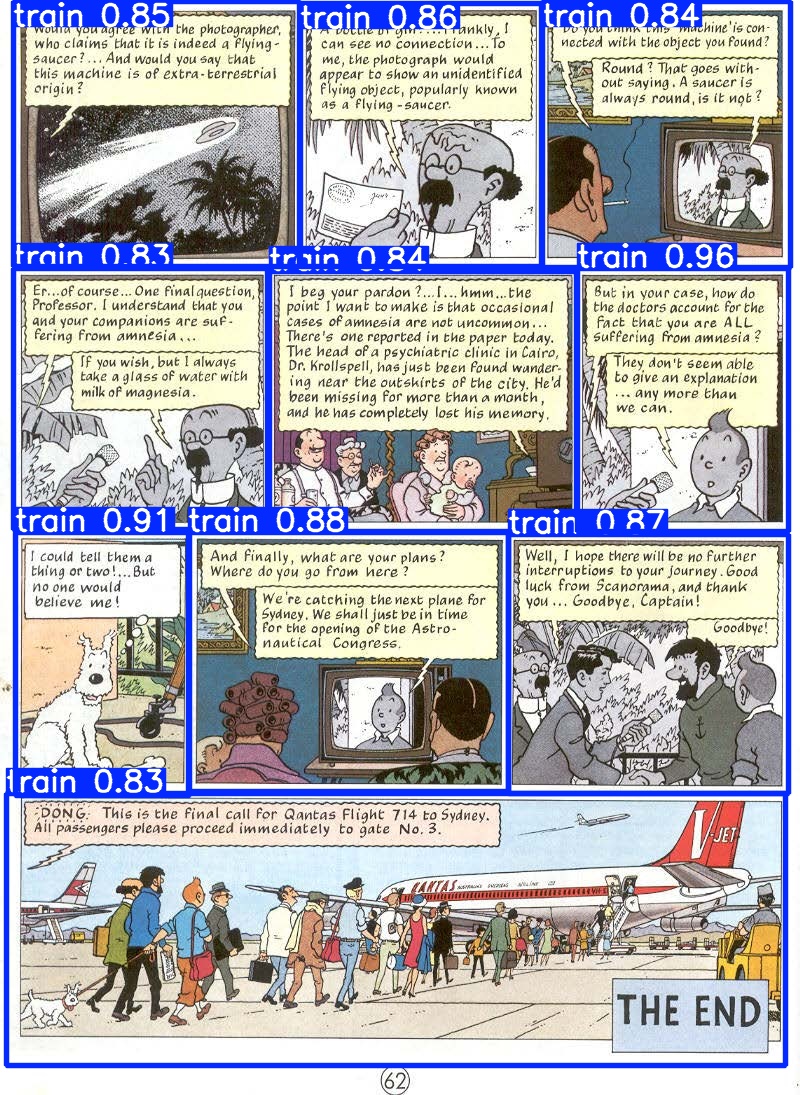 train 0.85
Would you agree with the photographer,
who claims that it is indeed a flying-
saucer?... And would you say that
this machine is of extra-terrestrial
origin?
train 0.86
A bottle of gin?... Frankly, I
can see no connection...To
me, the photograph would
appear to show an unidentified
flying object, popularly known
as a flying-saucer.
train 0.84
Do you think this 'machine' is con-
nected with the object you found?
Round? That goes with-
out saying. A saucer is
always round, is it not?
train 0.83
Er...of course... One final question,
Professor. I understand that you
and your companions are suf-
fering from amnesia...
If you wish, but I always
take a glass of water with
milk of magnesia.
train 0.84
I beg your pardon?...I... hmm...the
point I want to make is that occasional
cases of amnesia are not uncommon...
There's one reported in the paper today.
The head of a psychiatric clinic in Cairo,
Dr. Krollspell, has just been found wander-
ing near the outskirts of the city. He'd
been missing for more than a month,
and he has completely lost his memory.
train 0.96
But in your case, how do
the doctors account for the
fact that you are ALL
suffering from amnesia?
They don't seem able
to give an explanation
... any more than
we can.
train 0.91
I could tell them a
thing or two!...But
no one would
believe me!
train 0.88
And finally, what are your plans?
Where do you go from here?
We're catching the next plane for
Sydney. We shall just be in time
for the opening of the Astro-
nautical Congress.
train 0.87
Well, I hope there will be no further
interruptions to your journey. Good
luck from Scanorama, and thank
you... Goodbye, Captain!
Goodbye!
train 0.83
DONG. This is the final call for Qantas Flight 714 to Sydney.
All passengers please proceed immediately to gate No. 3.
V-JET
QANTAS
THE END
62